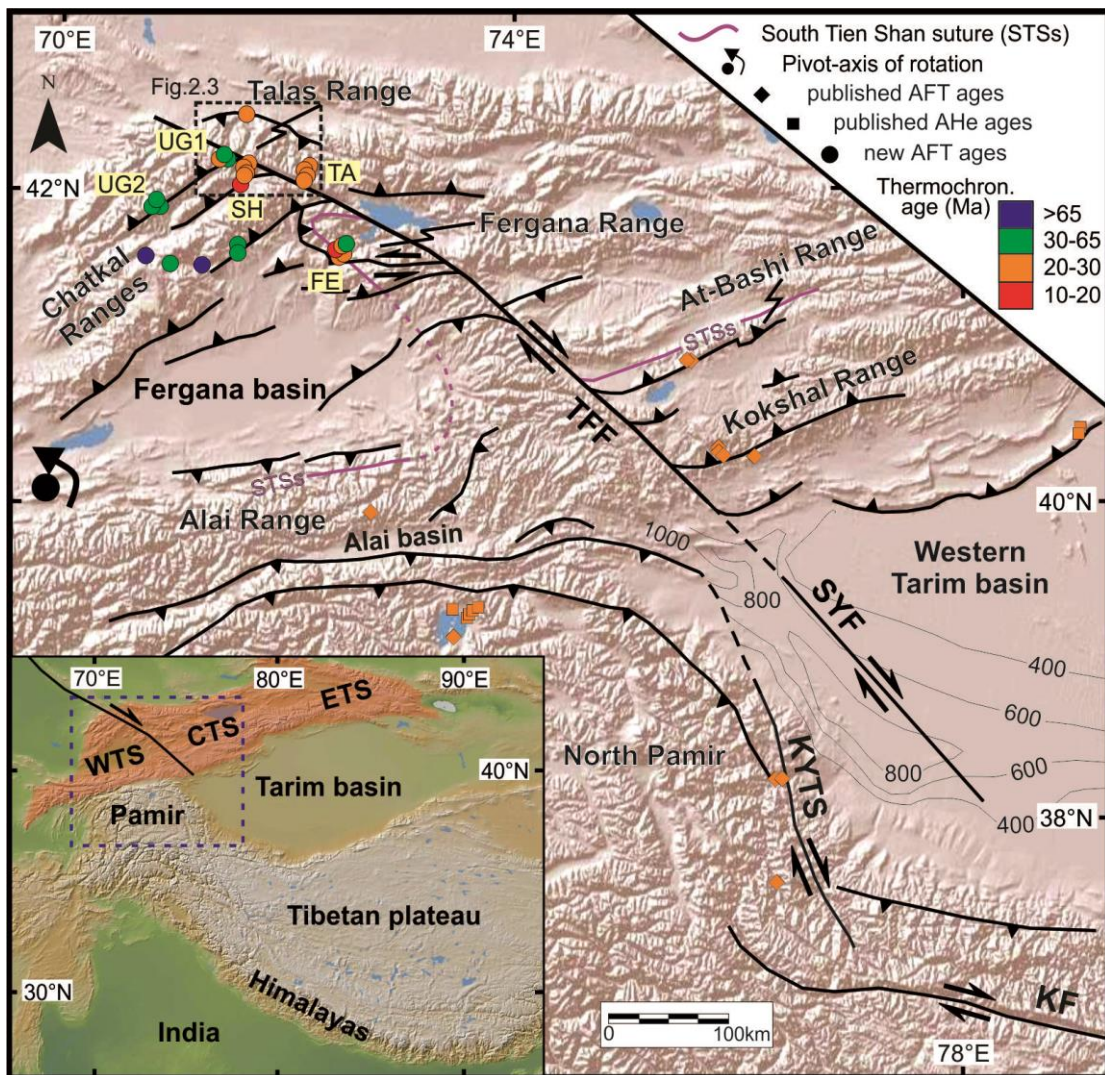 70°E
74°E
South Tien Shan suture (STSs)
Pivot-axis of rotation
published AFT ages
published AHe ages
new AFT ages
Thermochron.
age (Ma)
>65
30-65
20-30
10-20
N
Fig.2.3
Talas Range
UG1
42°N
UG2
TA
SH
Fergana Range
FE
Chatkal
Ranges
At-Bashi Range
STSs
Fergana basin
Kokshal Range
TFF
STSs
40°N
Alai Range
Alai basin
1000
Western
Tarim basin
800
SYF
400
600
70°E
80°E
90°E
ETS
CTS
WTS
North Pamir
KYTS
800
600
40°N
Tarim basin
Pamir
400
38°N
Tibetan plateau
30°N
Himalayas
India
0
100km
KF
78°E